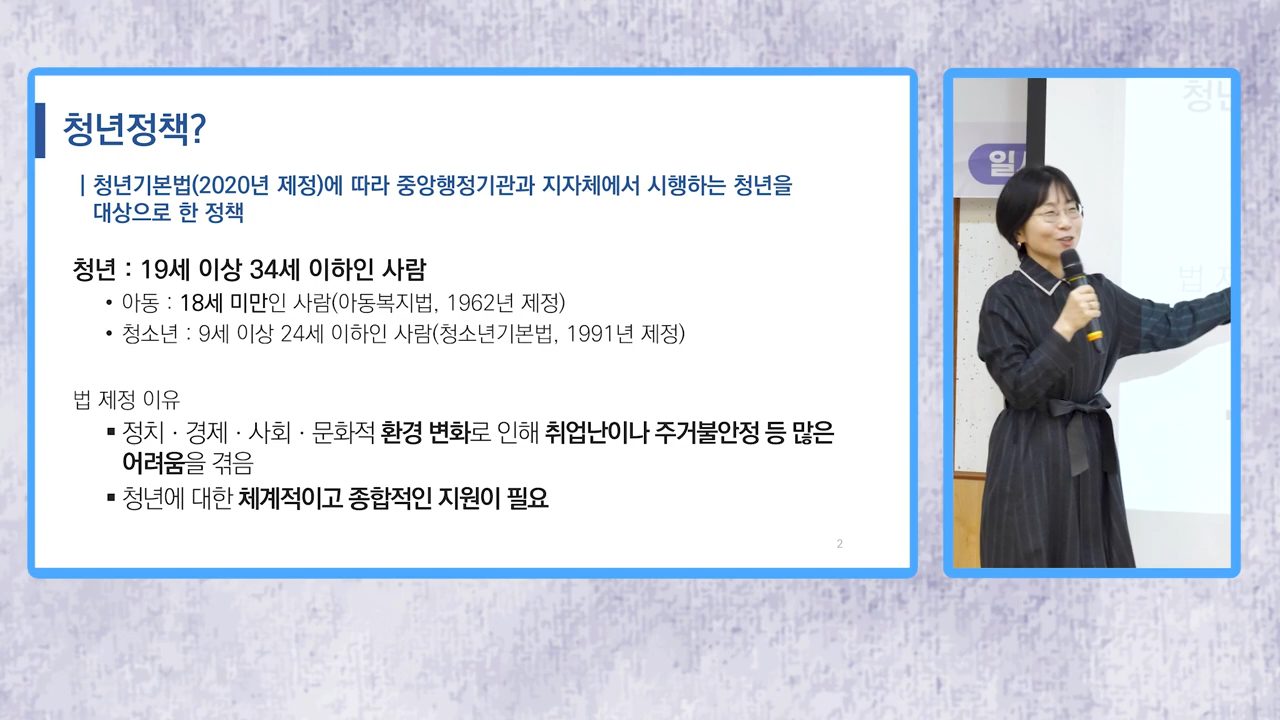 청년정책?
| 청년기본법(2020년 제정)에 따라 중앙행정기관과 지자체에서 시행하는 청년을
대상으로 한 정책
청년 : 19세 이상 34세 이하인 사람
• 아동 : 18세 미만인 사람(아동복지법, 1962년 제정)
• 청소년 : 9세 이상 24세 이하인 사람(청소년기본법, 1991년 제정)
법 제정 이유
▪ 정치 · 경제 · 사회 · 문화적 환경 변화로 인해 취업난이나 주거불안정 등 많은
어려움을 겪음
▪ 청년에 대한 체계적이고 종합적인 지원이 필요
2
청년
일
법 제